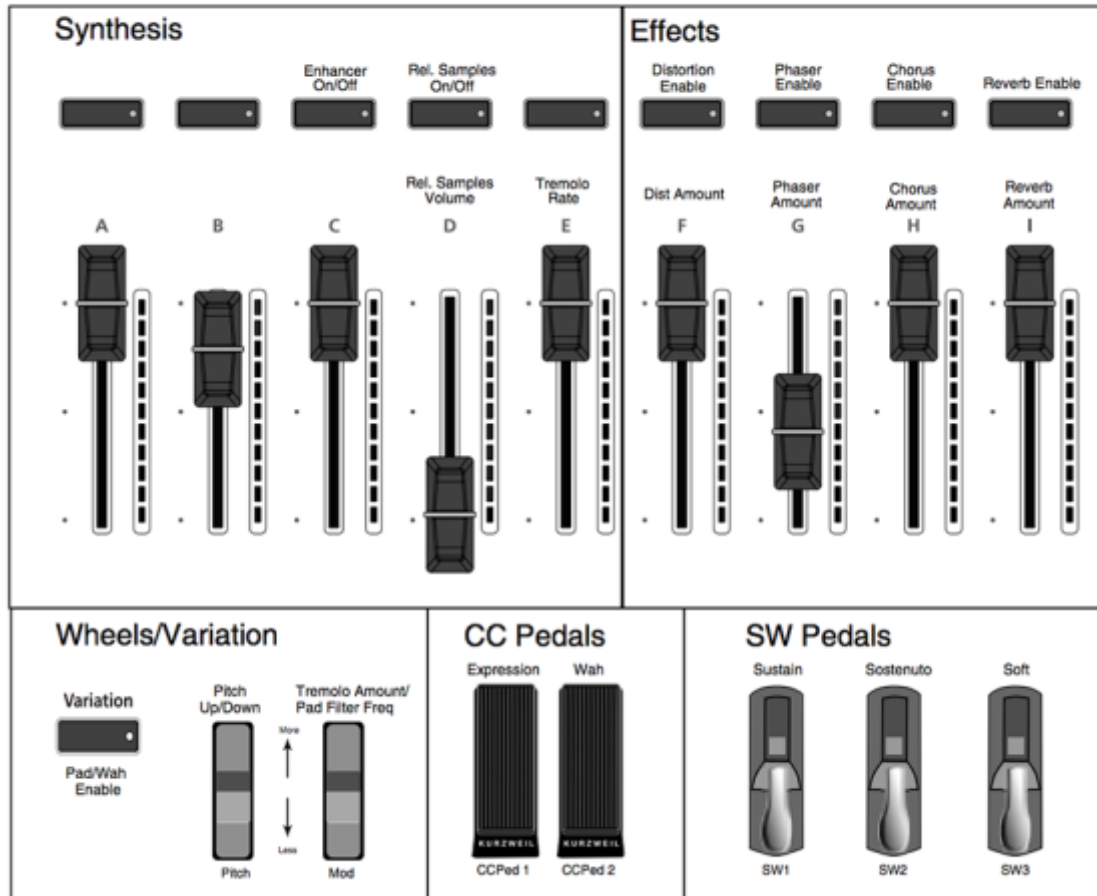 Synthesis
Effects
Enhancer
On/Off
Rel. Samples
On/Off
Distortion
Enable
Phaser
Enable
Chorus
Enable
Reverb Enable
Rel. Samples
Volume
Tremolo
Rate
Dist Amount
Phaser
Amount
Chorus
Amount
Reverb
Amount
A B C D E F G H I
Wheels/Variation
Variation
Pad/Wah
Enable
Pitch
Up/Down
Tremolo Amount/
Pad Filter Freq
More
Less
Pitch
Mod
CC Pedals
Expression
Wah
KURZWEIL
KURZWEIL
CCPed 1
CCPed 2
SW Pedals
Sustain
Sostenuto
Soft
SW1
SW2
SW3